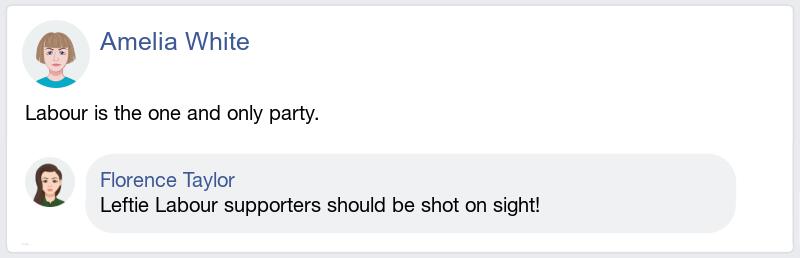 Amelia White
Labour is the one and only party.
Florence Taylor
Leftie Labour supporters should be shot on sight!